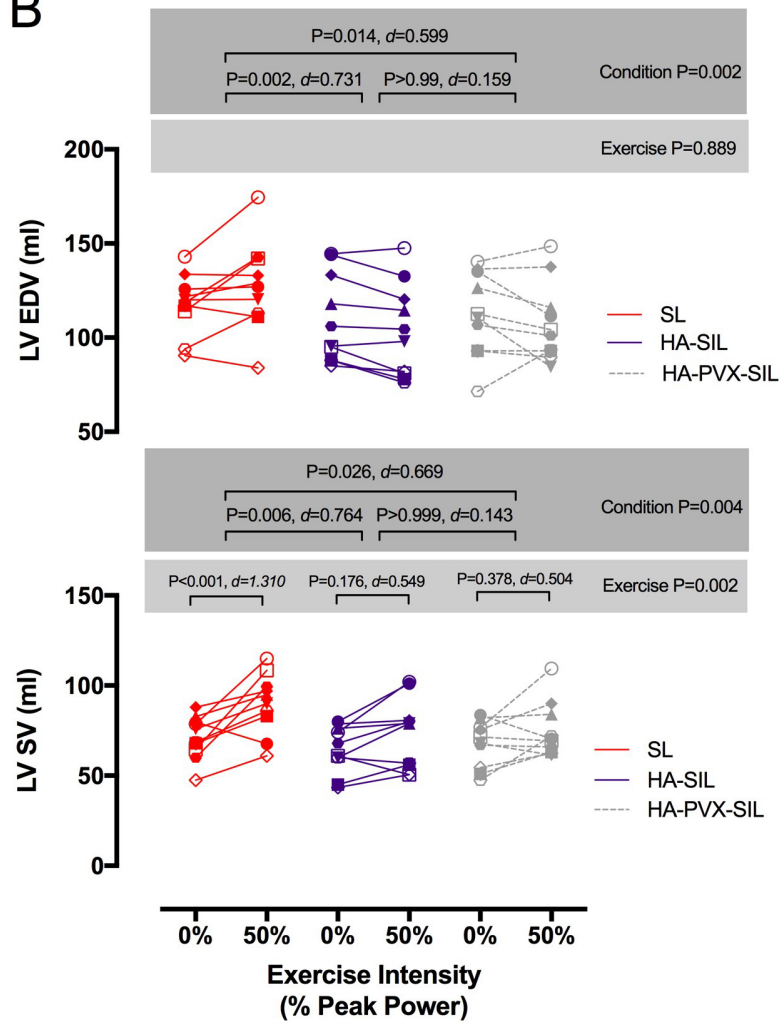 B
P=0.014, d=0.599
P=0.002, d=0.731 P>0.99, d=0.159
Condition P=0.002
Exercise P=0.889
200
150
100
50
LV EDV (ml)
SL
HA-SIL
HA-PVX-SIL
P=0.026, d=0.669
P=0.006, d=0.764 P>0.999, d=0.143
Condition P=0.004
P<0.001, d=1.310 P=0.176, d=0.549 P=0.378, d=0.504
Exercise P=0.002
150
100
50
0
LV SV (ml)
SL
HA-SIL
HA-PVX-SIL
0% 50% 0% 50% 0% 50%
Exercise Intensity
(% Peak Power)